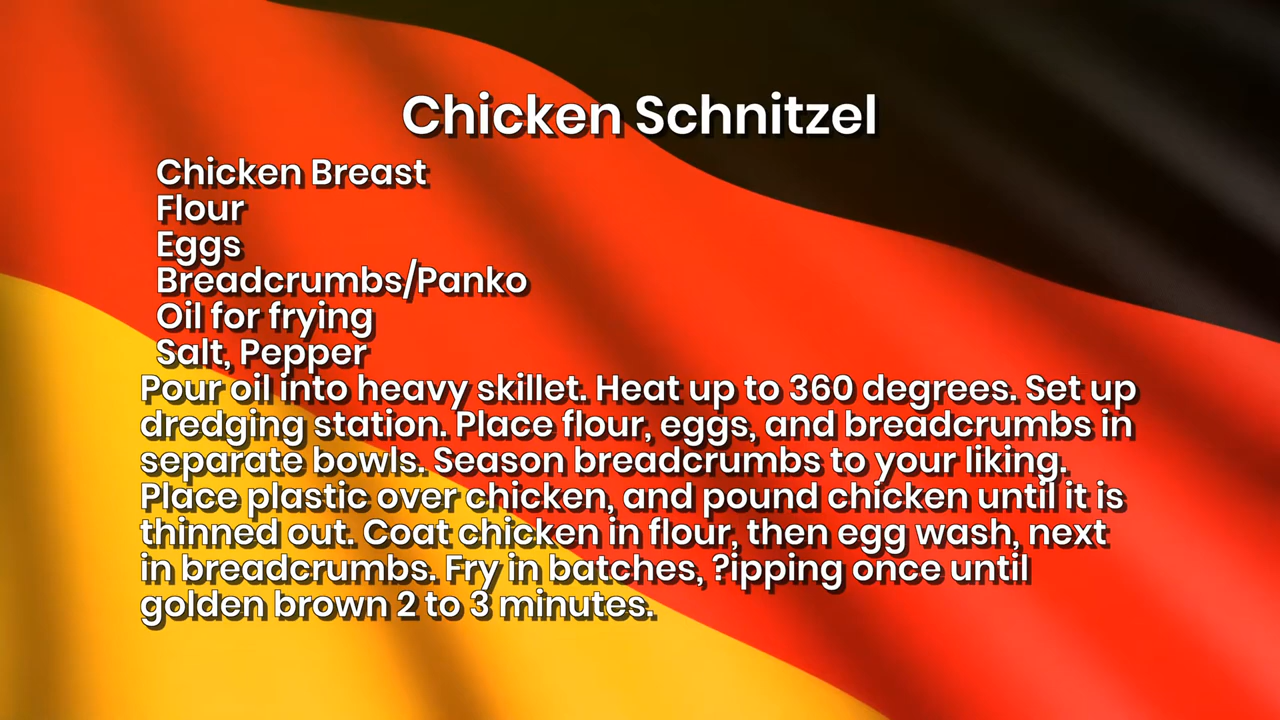 Chicken Schnitzel
Chicken Breast
Flour
Eggs
Breadcrumbs/Panko
Oil for frying
Salt, Pepper
Pour oil into heavy skillet. Heat up to 360 degrees. Set up
dredging station. Place flour, eggs, and breadcrumbs in
separate bowls. Season breadcrumbs to your liking.
Place plastic over chicken, and pound chicken until it is
thinned out. Coat chicken in flour, then egg wash, next
in breadcrumbs. Fry in batches, ?ipping once until
golden brown 2 to 3 minutes.